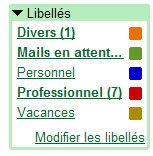 Libellés
Divers (1)
Mails en attent...
Personnel
Professionnel (7)
Vacances
Modifier les libellés